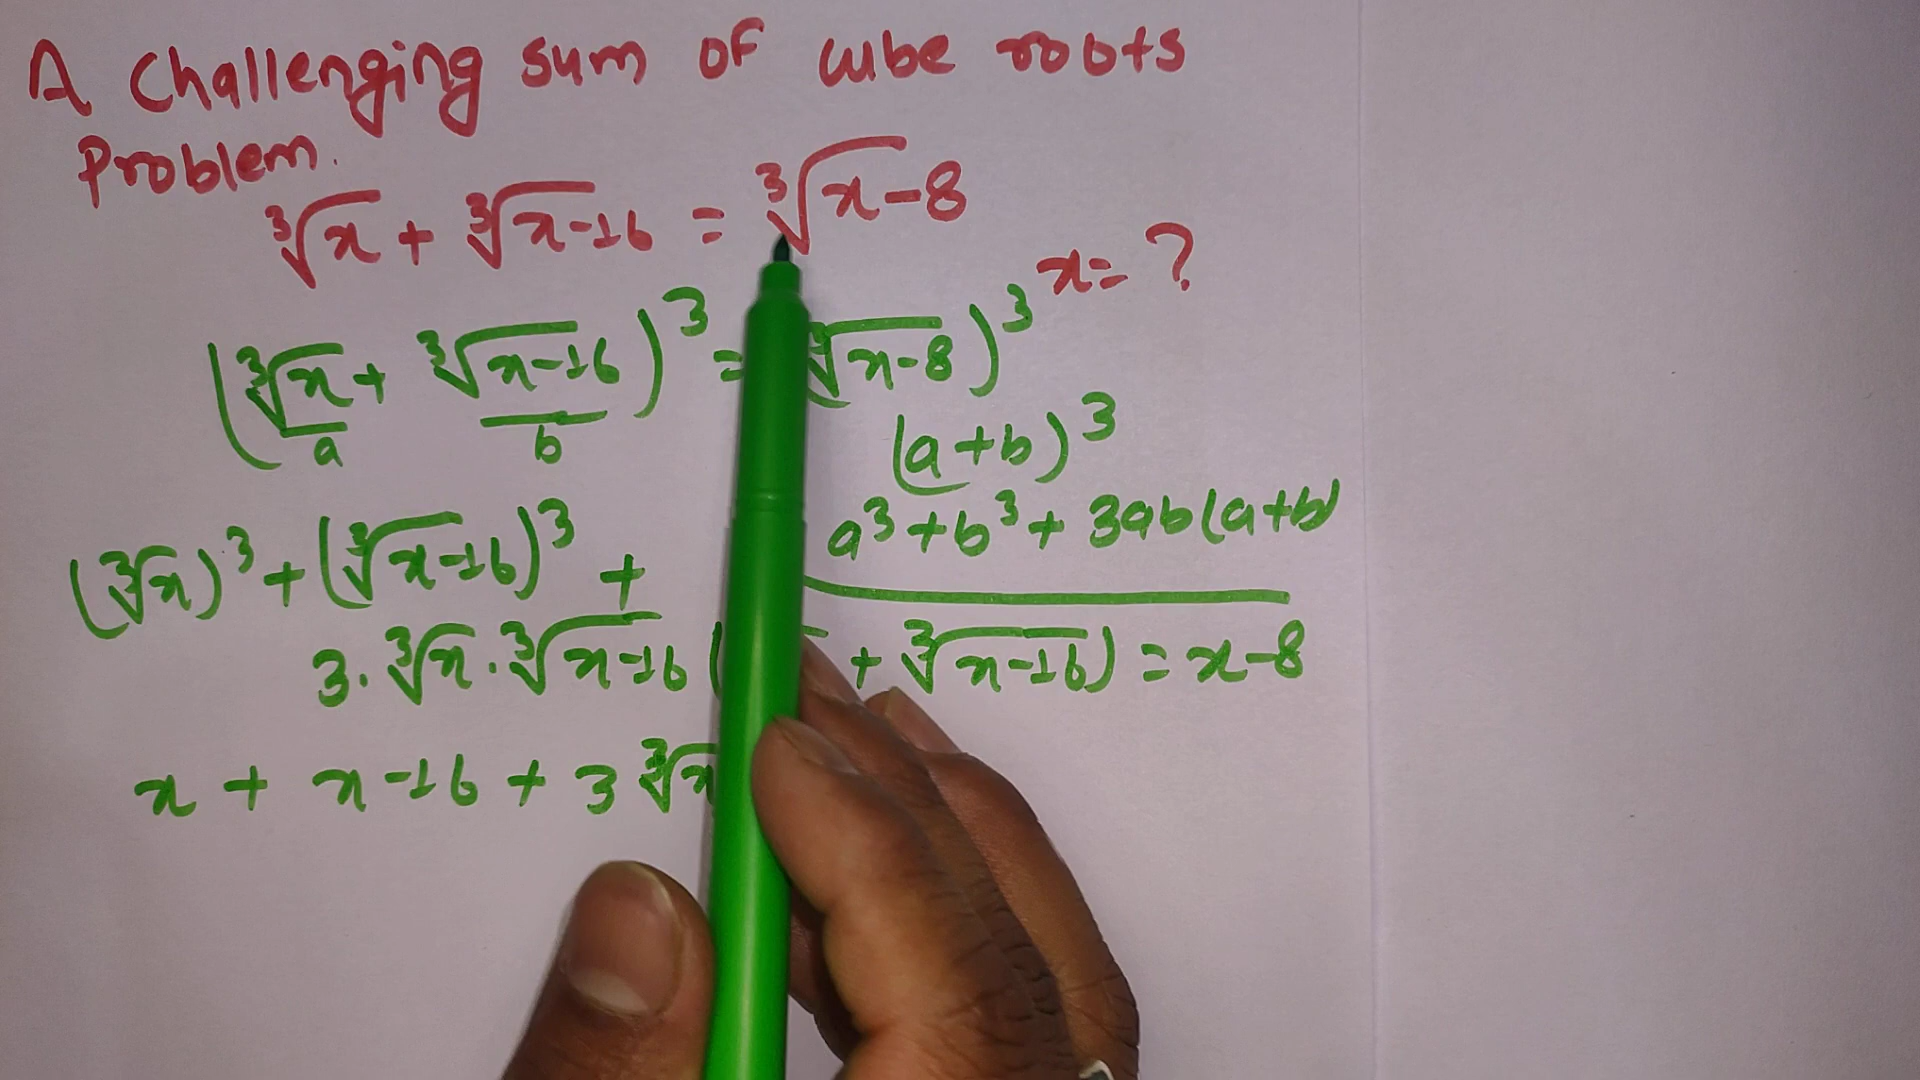 A challenging sum of cube roots
Problem.
∛x + ∛x-16 = ∛x-8
x = ?
(∛x + ∛x-16)³ = (∛x-8)³
a b
(a+b)³
a³+b³+3ab(a+b)
(∛x)³ + (∛x-16)³ +
3.∛x.∛x-16 ( + ∛x-16) = x-8
x + x-16 + 3∛x